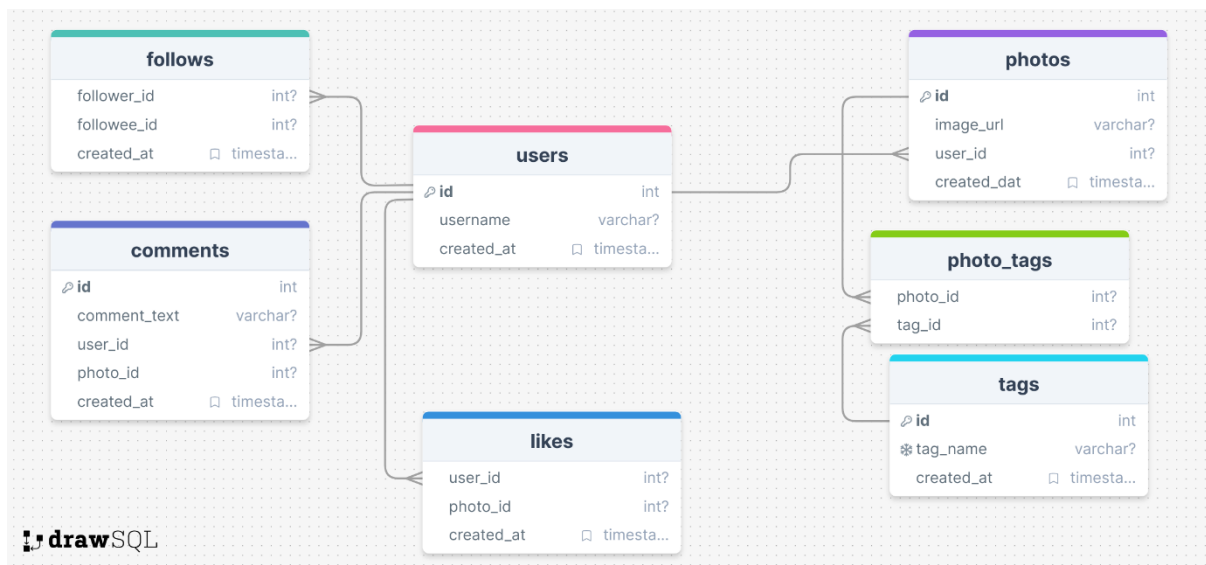 follows
follower_id int?
followee_id int?
created_at timesta...
comments
id int
comment_text varchar?
user_id int?
photo_id int?
created_at timesta...
users
id int
username varchar?
created_at timesta...
likes
user_id int?
photo_id int?
created_at timesta...
photos
id int
image_url varchar?
user_id int?
created_dat timesta...
photo_tags
photo_id int?
tag_id int?
tags
id int
tag_name varchar?
created_at timesta...
drawSQL